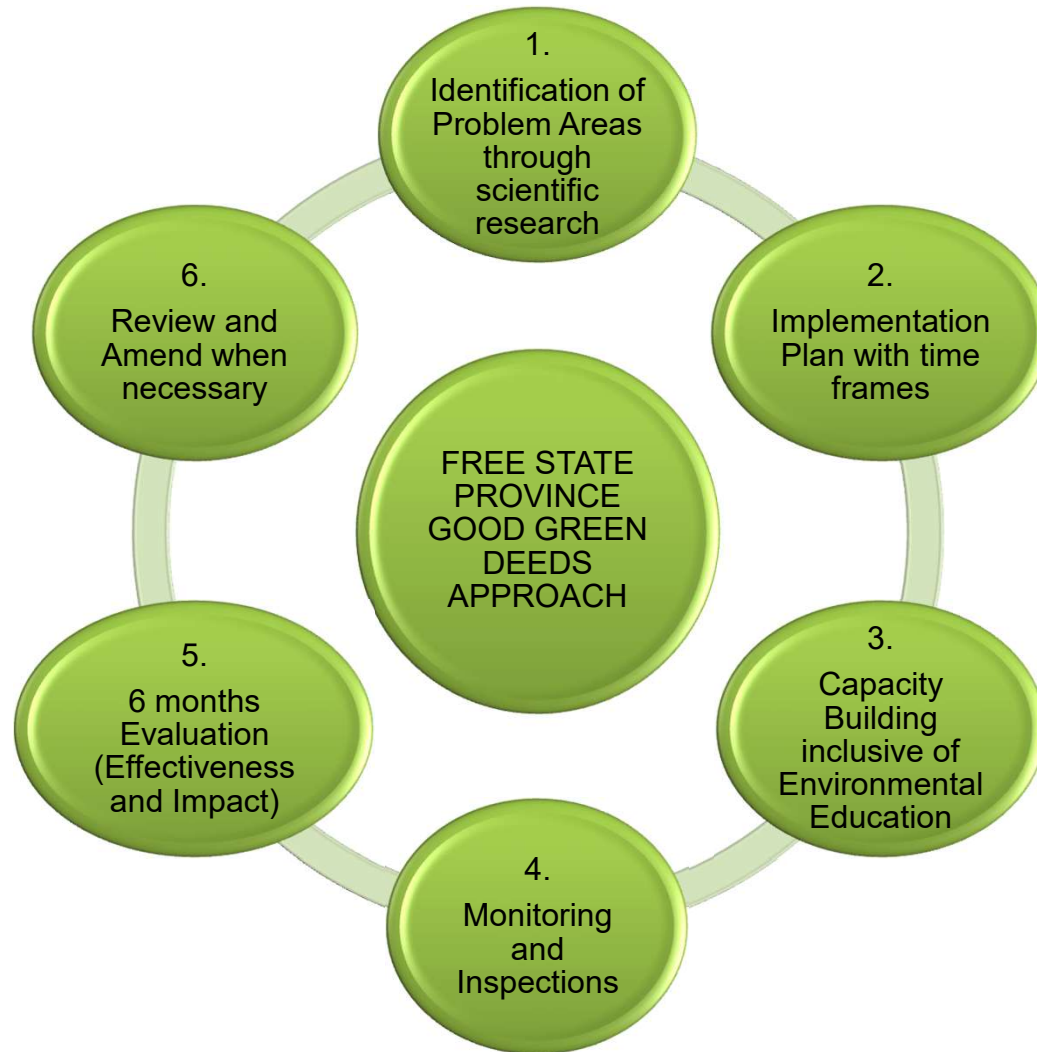 1.
Identification of
Problem Areas
through
scientific
research
2.
Implementation
Plan with time
frames
3.
Capacity
Building
inclusive of
Environmental
Education
4.
Monitoring
and
Inspections
5.
6 months
Evaluation
(Effectiveness
and Impact)
6.
Review and
Amend when
necessary
FREE STATE
PROVINCE
GOOD GREEN
DEEDS
APPROACH